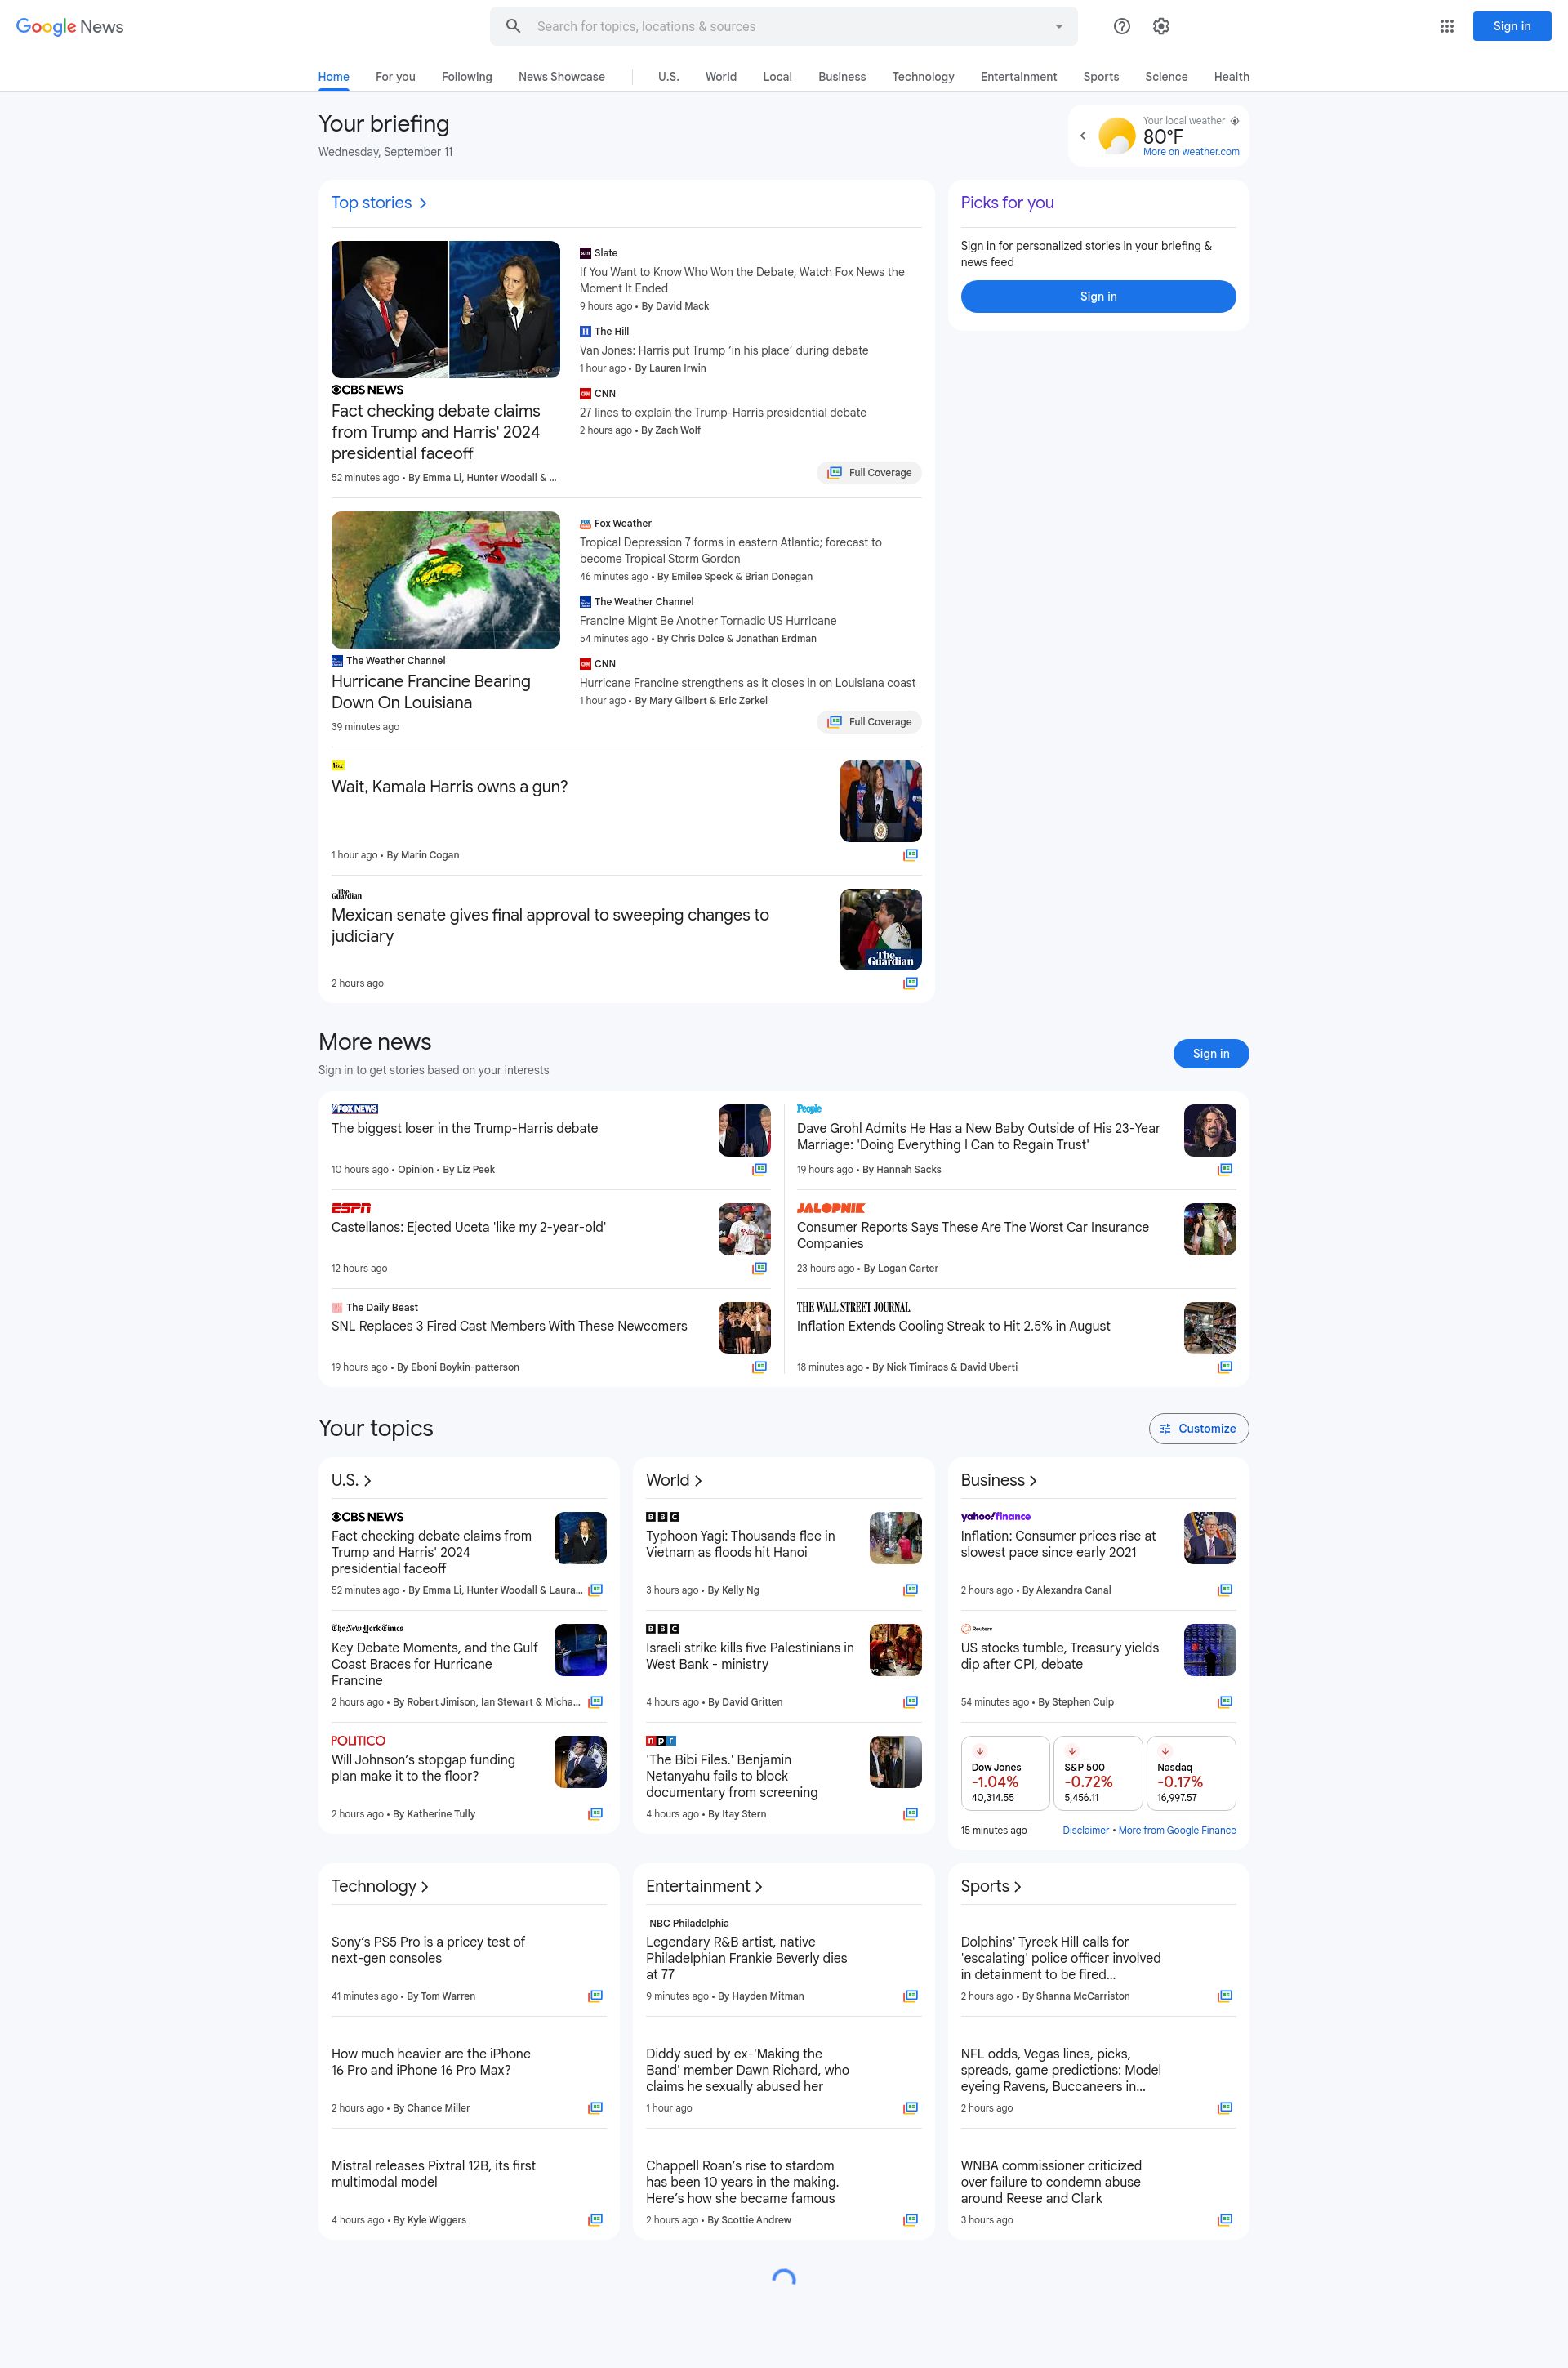 Google News
Search for topics, locations & sources
Sign in
Home
For you
Following
News Showcase
U.S.
World
Local
Business
Technology
Entertainment
Sports
Science
Health
Your briefing
Wednesday, September 11
Your local weather
80°F
More on weather.com
Top stories
CBS NEWS
Fact checking debate claims
from Trump and Harris' 2024
presidential faceoff
52 minutes ago • By Emma Li, Hunter Woodall & ...
Slate
If You Want to Know Who Won the Debate, Watch Fox News the
Moment It Ended
9 hours ago • By David Mack
The Hill
Van Jones: Harris put Trump ‘in his place’ during debate
1 hour ago • By Lauren Irwin
CNN
27 lines to explain the Trump-Harris presidential debate
2 hours ago • By Zach Wolf
Full Coverage
The Weather Channel
Hurricane Francine Bearing
Down On Louisiana
39 minutes ago
Fox Weather
Tropical Depression 7 forms in eastern Atlantic; forecast to
become Tropical Storm Gordon
46 minutes ago • By Emilee Speck & Brian Donegan
The Weather Channel
Francine Might Be Another Tornadic US Hurricane
54 minutes ago • By Chris Dolce & Jonathan Erdman
CNN
Hurricane Francine strengthens as it closes in on Louisiana coast
1 hour ago • By Mary Gilbert & Eric Zerkel
Full Coverage
Vox
Wait, Kamala Harris owns a gun?
1 hour ago • By Marin Cogan
The Guardian
Mexican senate gives final approval to sweeping changes to
judiciary
2 hours ago
The Guardian
Picks for you
Sign in for personalized stories in your briefing &
news feed
Sign in
More news
Sign in to get stories based on your interests
Sign in
FOX NEWS
The biggest loser in the Trump-Harris debate
10 hours ago • Opinion • By Liz Peek
People
Dave Grohl Admits He Has a New Baby Outside of His 23-Year
Marriage: 'Doing Everything I Can to Regain Trust'
19 hours ago • By Hannah Sacks
ESPN
Castellanos: Ejected Uceta 'like my 2-year-old'
12 hours ago
JALOPNIK
Consumer Reports Says These Are The Worst Car Insurance
Companies
23 hours ago • By Logan Carter
The Daily Beast
SNL Replaces 3 Fired Cast Members With These Newcomers
19 hours ago • By Eboni Boykin-patterson
THE WALL STREET JOURNAL.
Inflation Extends Cooling Streak to Hit 2.5% in August
18 minutes ago • By Nick Timiraos & David Uberti
Your topics
Customize
U.S.
CBS NEWS
Fact checking debate claims from
Trump and Harris' 2024
presidential faceoff
52 minutes ago • By Emma Li, Hunter Woodall & Laura...
The New York Times
Key Debate Moments, and the Gulf
Coast Braces for Hurricane
Francine
2 hours ago • By Robert Jimison, Ian Stewart & Micha...
POLITICO
Will Johnson’s stopgap funding
plan make it to the floor?
2 hours ago • By Katherine Tully
World
BBC
Typhoon Yagi: Thousands flee in
Vietnam as floods hit Hanoi
3 hours ago • By Kelly Ng
BBC
Israeli strike kills five Palestinians in
West Bank - ministry
4 hours ago • By David Gritten
npr
'The Bibi Files.' Benjamin
Netanyahu fails to block
documentary from screening
4 hours ago • By Itay Stern
Business
yahoo!finance
Inflation: Consumer prices rise at
slowest pace since early 2021
2 hours ago • By Alexandra Canal
Reuters
US stocks tumble, Treasury yields
dip after CPI, debate
54 minutes ago • By Stephen Culp
Dow Jones
-1.04%
40,314.55
S&P 500
-0.72%
5,456.11
Nasdaq
-0.17%
16,997.57
15 minutes ago
Disclaimer • More from Google Finance
Technology
Sony’s PS5 Pro is a pricey test of
next-gen consoles
41 minutes ago • By Tom Warren
How much heavier are the iPhone
16 Pro and iPhone 16 Pro Max?
2 hours ago • By Chance Miller
Mistral releases Pixtral 12B, its first
multimodal model
4 hours ago • By Kyle Wiggers
Entertainment
NBC Philadelphia
Legendary R&B artist, native
Philadelphian Frankie Beverly dies
at 77
9 minutes ago • By Hayden Mitman
Diddy sued by ex-'Making the
Band' member Dawn Richard, who
claims he sexually abused her
1 hour ago
Chappell Roan’s rise to stardom
has been 10 years in the making.
Here’s how she became famous
2 hours ago • By Scottie Andrew
Sports
Dolphins' Tyreek Hill calls for
'escalating' police officer involved
in detainment to be fired...
2 hours ago • By Shanna McCarriston
NFL odds, Vegas lines, picks,
spreads, game predictions: Model
eyeing Ravens, Buccaneers in...
2 hours ago
WNBA commissioner criticized
over failure to condemn abuse
around Reese and Clark
3 hours ago